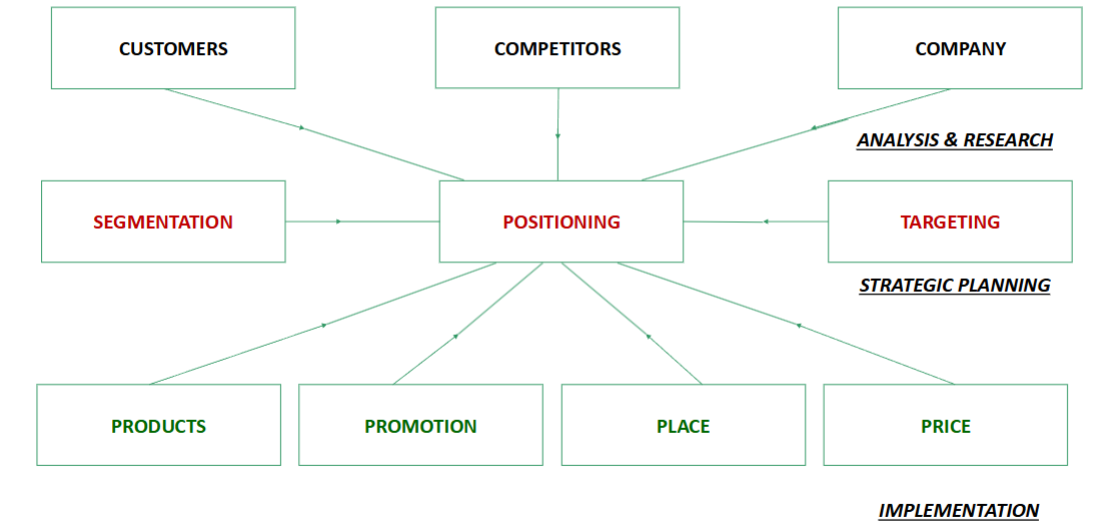 CUSTOMERS
COMPETITORS
COMPANY
ANALYSIS & RESEARCH
SEGMENTATION
POSITIONING
TARGETING
STRATEGIC PLANNING
PRODUCTS
PROMOTION
PLACE
PRICE
IMPLEMENTATION